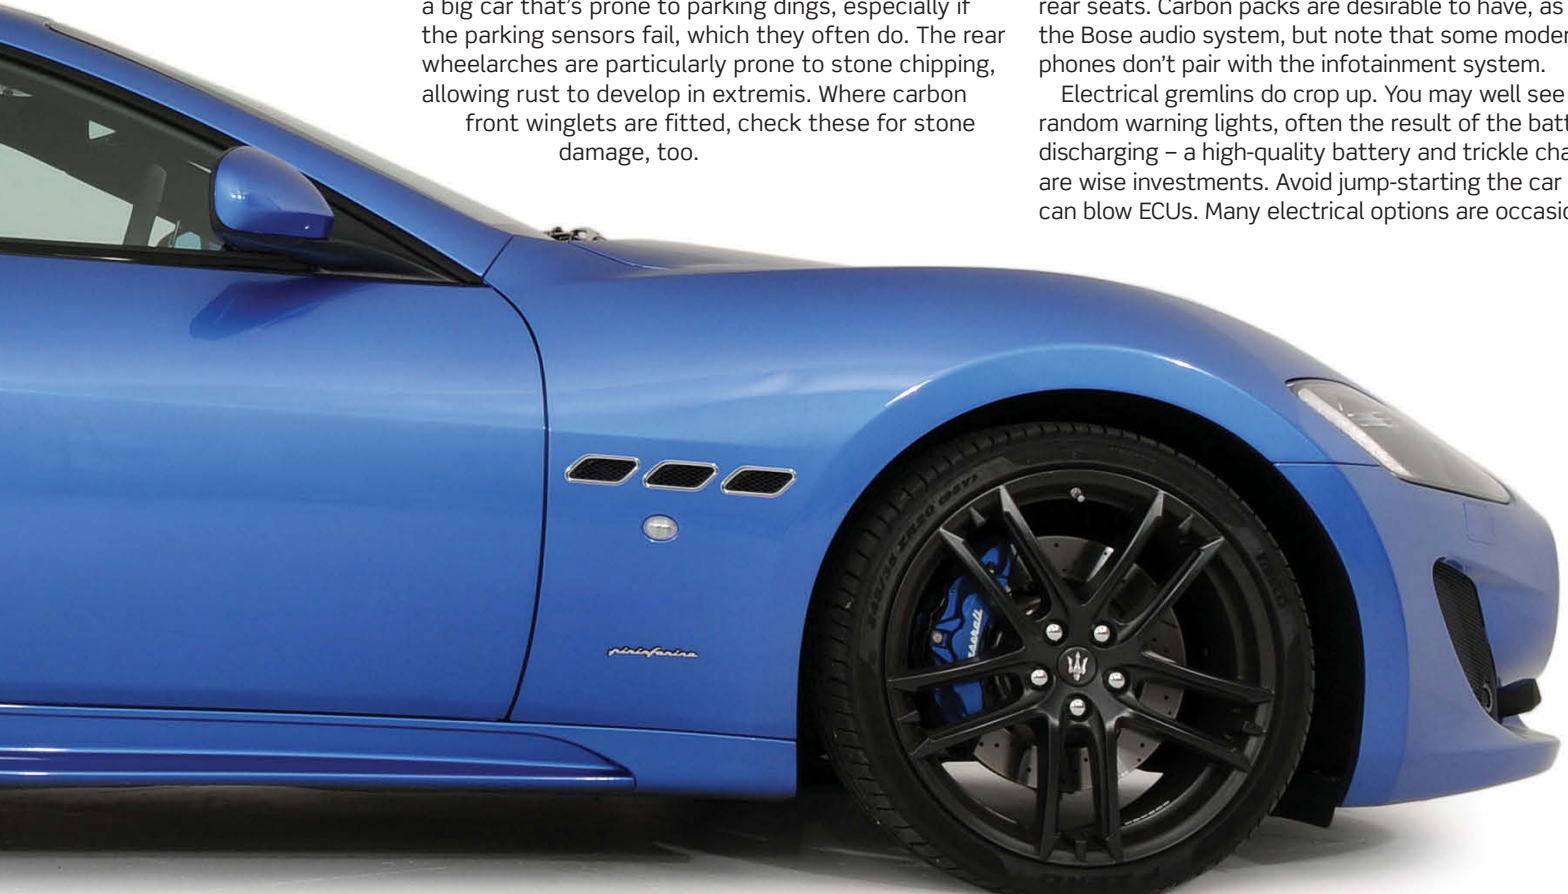 a big car that's prone to parking dings, especially if
the parking sensors fail, which they often do. The rear
wheelarches are particularly prone to stone chipping,
allowing rust to develop in extremis. Where carbon
front winglets are fitted, check these for stone
damage, too.
rear seats. Carbon packs are desirable to have, as
the Bose audio system, but note that some moder
phones don't pair with the infotainment system.
Electrical gremlins do crop up. You may well see
random warning lights, often the result of the batt
discharging – a high-quality battery and trickle cha
are wise investments. Avoid jump-starting the car
can blow ECUs. Many electrical options are occasio
pininfarina